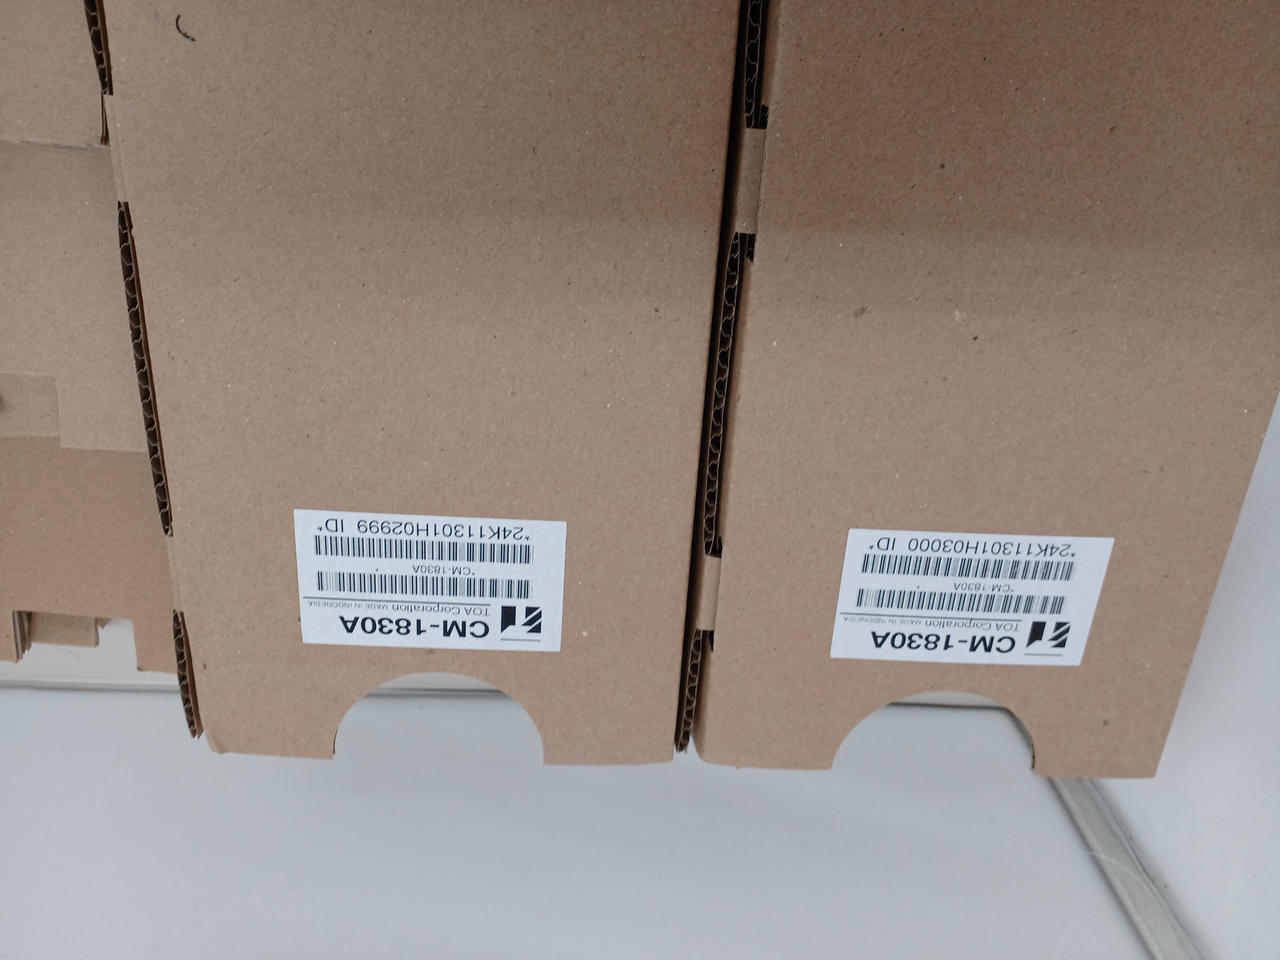 CM-1830A
TOA Corporation MADE IN INDONESIA
*CM-1830A *
*24K11301H02999 ID*
CM-1830A
TOA Corporation MADE IN INDONESIA
*CM-1830A *
*24K11301H03000 ID*